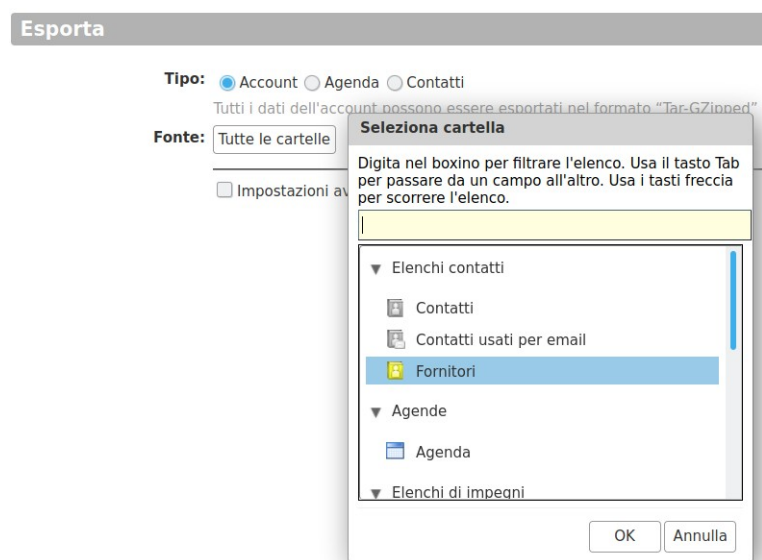 Esporta
Tipo: Account Agenda Contatti
Tutti i dati dell'account possono essere esportati nel formato “Tar-GZipped”
Fonte: Tutte le cartelle
Impostazioni av
Seleziona cartella
Digita nel boxino per filtrare l'elenco. Usa il tasto Tab
per passare da un campo all'altro. Usa i tasti freccia
per scorrere l'elenco.
Elenchi contatti
Contatti
Contatti usati per email
Fornitori
Agende
Agenda
Elenchi di impegni
OK Annulla